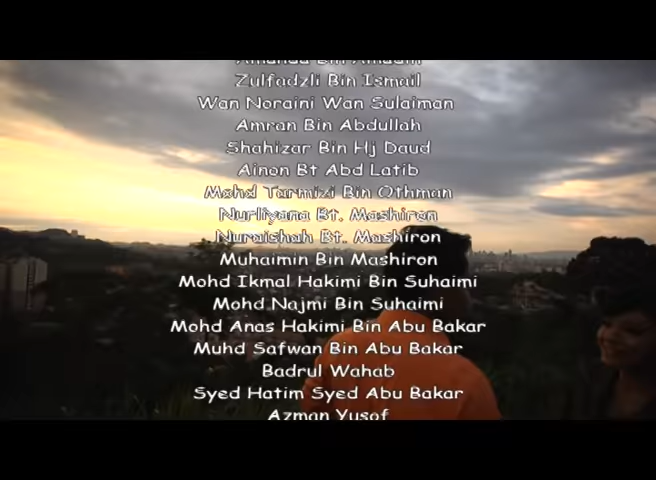 Zulfadzli Bin Ismail
Wan Noraini Wan Sulaiman
Amran Bin Abdullah
Shahizar Bin Hj Daud
Ainon Bt Abd Latib
Mohd Tarmizi Bin Othman
Nurliyana Bt. Mashiron
Nuraishah Bt. Mashiron
Muhaimin Bin Mashiron
Mohd Ikmal Hakimi Bin Suhaimi
Mohd Najmi Bin Suhaimi
Mohd Anas Hakimi Bin Abu Bakar
Muhd Safwan Bin Abu Bakar
Badrul Wahab
Syed Hatim Syed Abu Bakar
Azman Yusof